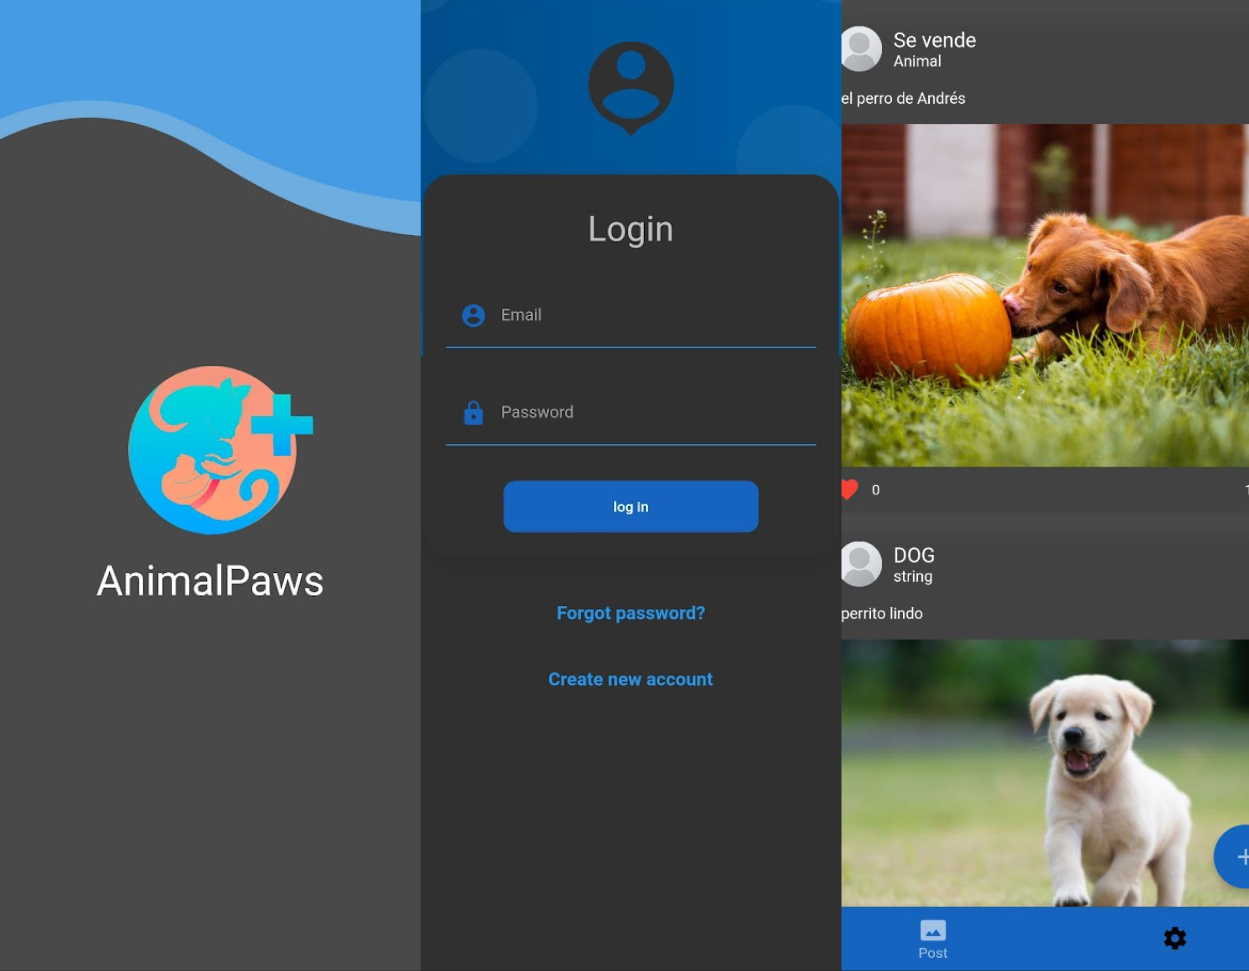 AnimalPaws
Login
Email
Password
log in
Forgot password?
Create new account
Se vende
Animal
el perro de Andrés
0
1
DOG
string
perrito lindo
Post